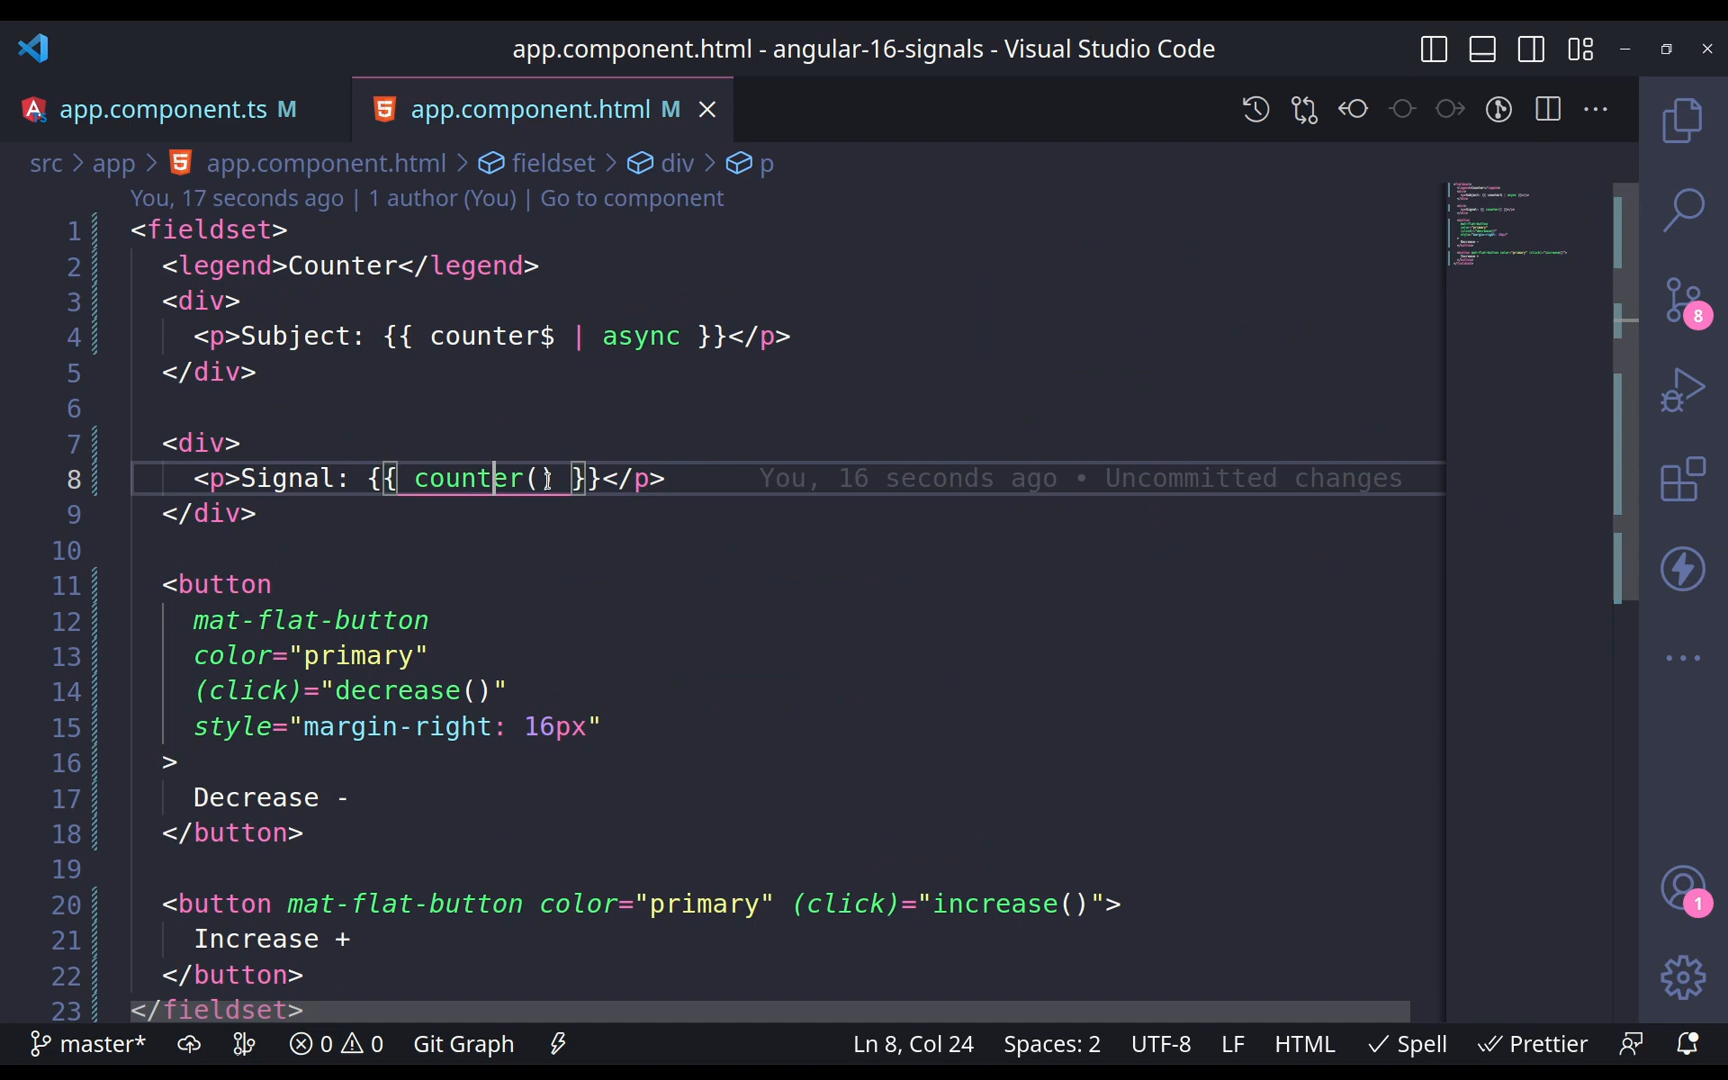 app.component.html - angular-16-signals - Visual Studio Code
app.component.ts M
app.component.html M
src > app > app.component.html > fieldset > div > p
You, 17 seconds ago | 1 author (You) | Go to component
1 <fieldset>
2 <legend>Counter</legend>
3 <div>
4 <p>Subject: {{ counter$ | async }}</p>
5 </div>
6
7 <div>
8 <p>Signal: {{ counter() }}</p> You, 16 seconds ago • Uncommitted changes
9 </div>
10
11 <button
12 mat-flat-button
13 color="primary"
14 (click)="decrease()"
15 style="margin-right: 16px"
16 >
17 Decrease -
18 </button>
19
20 <button mat-flat-button color="primary" (click)="increase()">
21 Increase +
22 </button>
23 </fieldset>
8
1
master* 0 0 Git Graph Ln 8, Col 24 Spaces: 2 UTF-8 LF HTML Spell Prettier